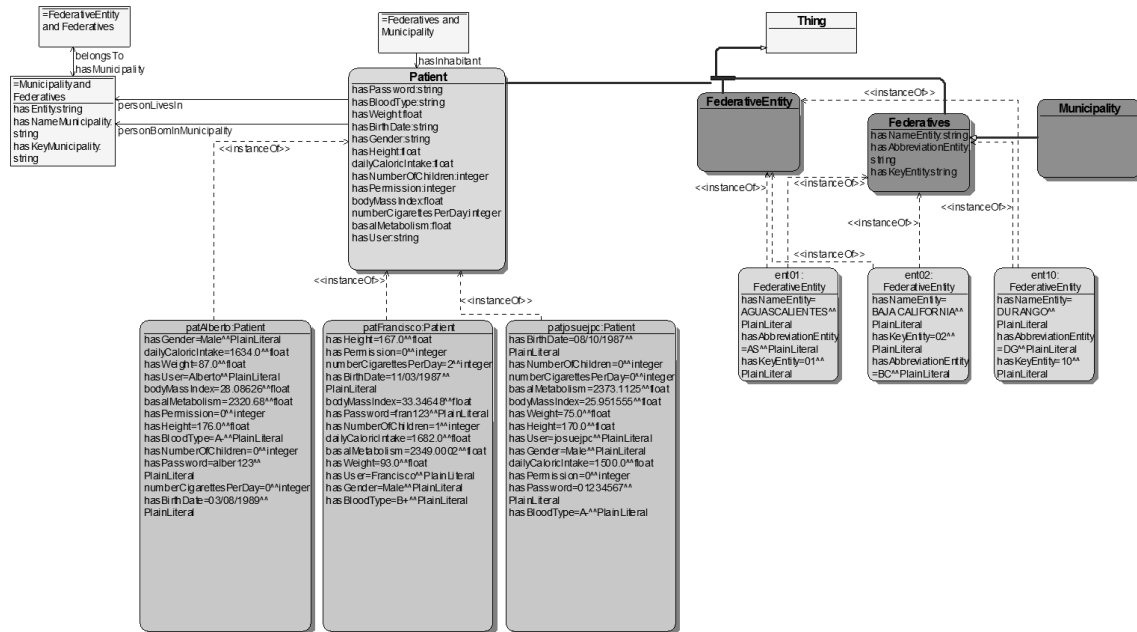 =FederativeEntity
and Federatives
belongsTo
hasMunicipality
=Municipality and
Federatives
hasEntity:string
hasNameMunicipality:
string
hasKeyMunicipality:
string
personLivesIn
personBornInMunicipality
<<instanceOf>>
=Federatives and
Municipality
hasInhabitant
Patient
hasPassword:string
hasBloodType:string
hasWeight:float
hasBirthDate:string
hasGender:string
hasHeight:float
dailyCaloricIntake:float
hasNumberOfChildren:integer
hasPermission:integer
bodyMassIndex:float
numberCigarettesPerDay:integer
basalMetabolism:float
hasUser:string
<<instanceOf>>
<<instanceOf>>
Thing
FederativeEntity
<<instanceOf>>
Federatives
hasNameEntity:string
hasAbbreviationEntity:
string
hasKeyEntity:string
Municipality
<<instanceOf>>
<<instanceOf>>
<<instanceOf>>
<<instanceOf>>
<<instanceOf>>
ent01:
FederativeEntity
hasNameEntity=
AGUASCALIENTES^^
PlainLiteral
hasAbbreviationEntity
=AS^^PlainLiteral
hasKeyEntity=01^^
PlainLiteral
ent02:
FederativeEntity
hasNameEntity=
BAJA CALIFORNIA^^
PlainLiteral
hasKeyEntity=02^^
PlainLiteral
hasAbbreviationEntity
=BC^^PlainLiteral
ent10:
FederativeEntity
hasNameEntity=
DURANGO^^
PlainLiteral
hasAbbreviationEntity
=DG^^PlainLiteral
hasKeyEntity=10^^
PlainLiteral
patAlberto:Patient
hasGender=Male^^PlainLiteral
dailyCaloricIntake=1634.0^^float
hasWeight=87.0^^float
hasUser=Alberto^^PlainLiteral
bodyMassIndex=28.08626^^float
basalMetabolism=2320.68^^float
hasPermission=0^^integer
hasHeight=176.0^^float
hasBloodType=A-^^PlainLiteral
hasNumberOfChildren=0^^integer
hasPassword=alber123^^
PlainLiteral
numberCigarettesPerDay=0^^integer
hasBirthDate=03/08/1989^^
PlainLiteral
patFrancisco:Patient
hasHeight=167.0^^float
hasPermission=0^^integer
numberCigarettesPerDay=2^^integer
hasBirthDate=11/03/1987^^
PlainLiteral
bodyMassIndex=33.34648^^float
hasPassword=fran123^^PlainLiteral
hasNumberOfChildren=1^^integer
dailyCaloricIntake=1682.0^^float
basalMetabolism=2349.0002^^float
hasWeight=93.0^^float
hasUser=Francisco^^PlainLiteral
hasGender=Male^^PlainLiteral
hasBloodType=B+^^PlainLiteral
patjosuejpc:Patient
hasBirthDate=08/10/1987^^
PlainLiteral
hasNumberOfChildren=0^^integer
numberCigarettesPerDay=0^^integer
basalMetabolism=2373.1125^^float
bodyMassIndex=25.951555^^float
hasWeight=75.0^^float
hasHeight=170.0^^float
hasUser=josuejpc^^PlainLiteral
hasGender=Male^^PlainLiteral
dailyCaloricIntake=1500.0^^float
hasPermission=0^^integer
hasPassword=01234567^^
PlainLiteral
hasBloodType=A-^^PlainLiteral